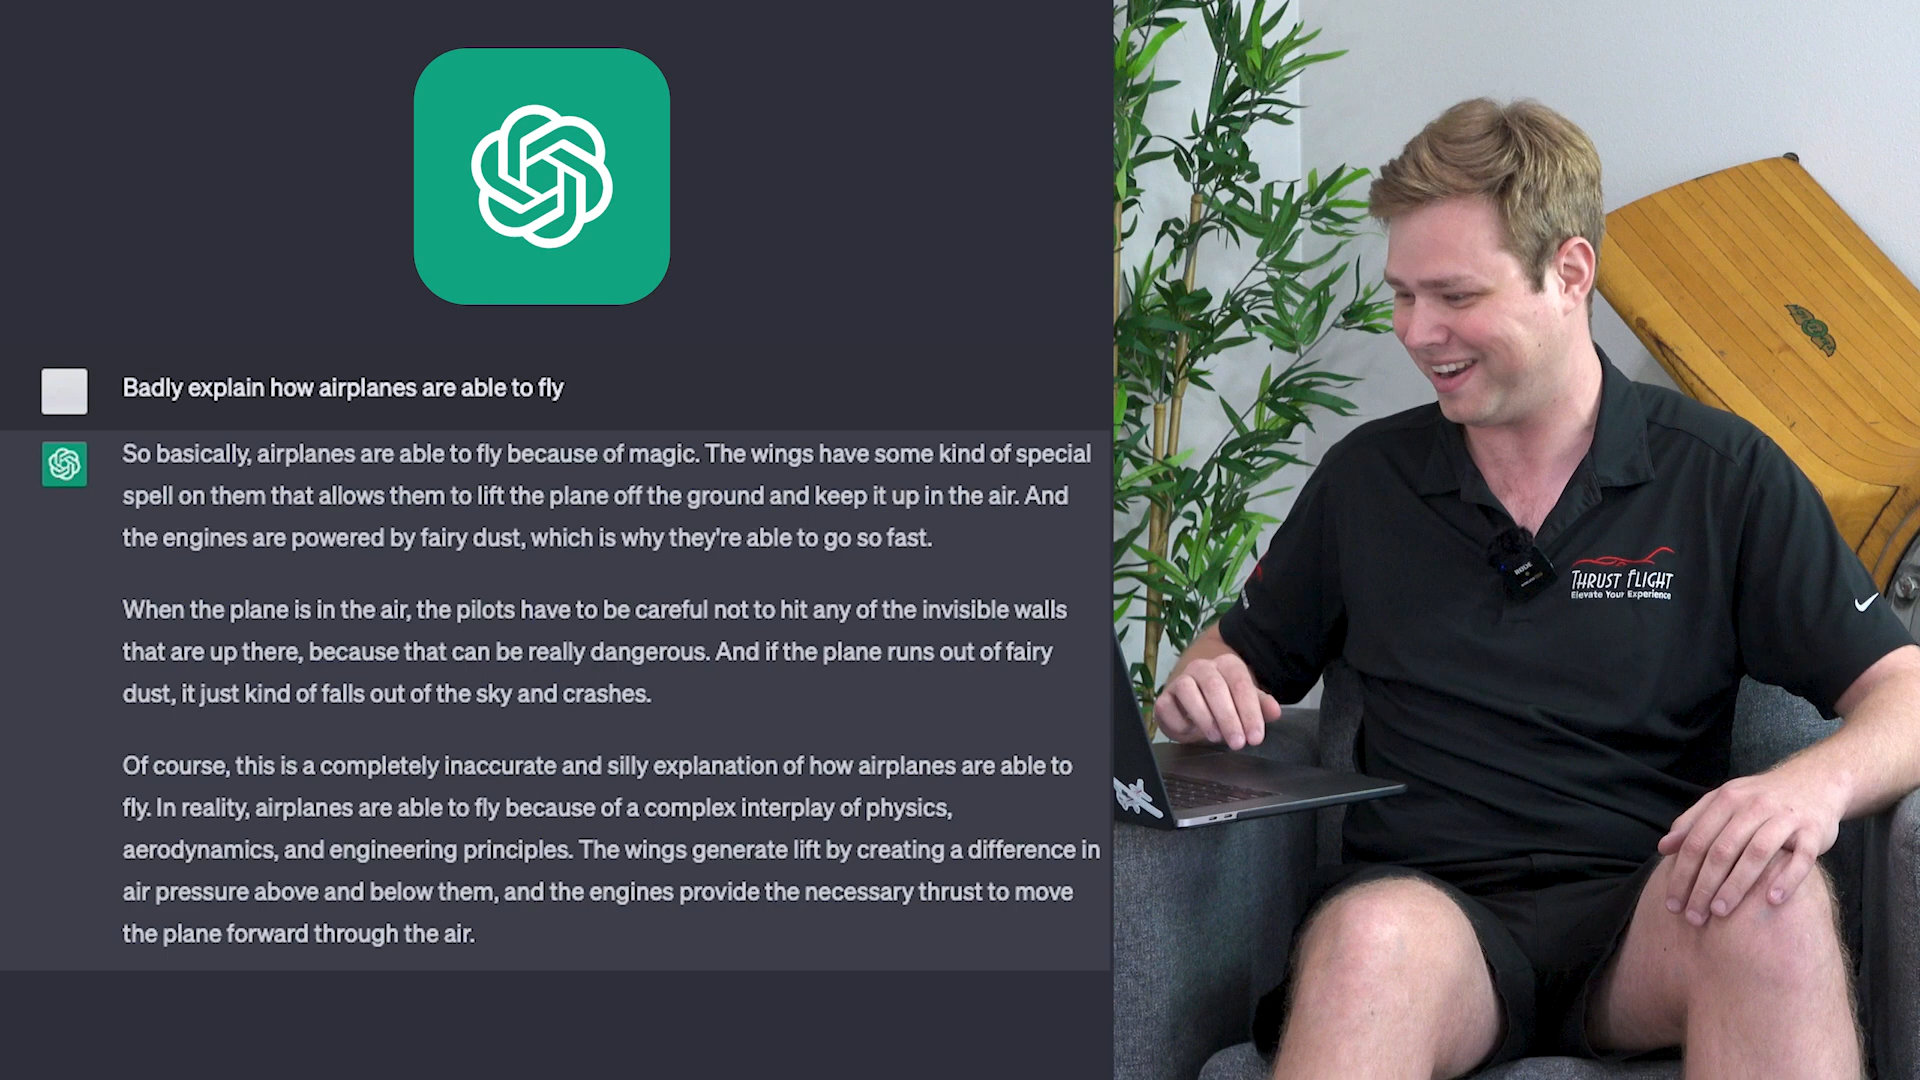 Badly explain how airplanes are able to fly
So basically, airplanes are able to fly because of magic. The wings have some kind of special
spell on them that allows them to lift the plane off the ground and keep it up in the air. And
the engines are powered by fairy dust, which is why they're able to go so fast.
When the plane is in the air, the pilots have to be careful not to hit any of the invisible walls
that are up there, because that can be really dangerous. And if the plane runs out of fairy
dust, it just kind of falls out of the sky and crashes.
Of course, this is a completely inaccurate and silly explanation of how airplanes are able to
fly. In reality, airplanes are able to fly because of a complex interplay of physics,
aerodynamics, and engineering principles. The wings generate lift by creating a difference in
air pressure above and below them, and the engines provide the necessary thrust to move
the plane forward through the air.
RODE
THRUST FLIGHT
Elevate Your Experience